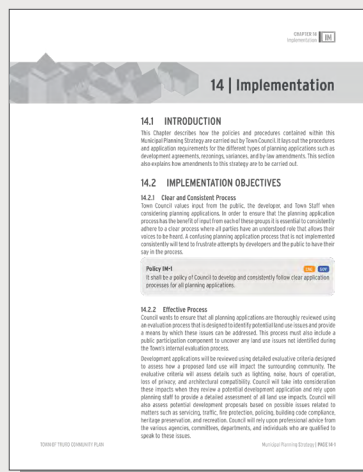 CHAPTER 14
Implementation IM
14 | Implementation
14.1 INTRODUCTION
This Chapter describes how the policies and procedures contained within this
Municipal Planning Strategy are carried out by Town Council. It lays out the procedures
and application requirements for the different types of planning applications such as
development agreements, rezonings, variances, and by law amendments. This section
also explains how amendments to this strategy are to be carried out.
14.2 IMPLEMENTATION OBJECTIVES
14.2.1 Clear and Consistent Process
Town Council values input from the public, the developer, and Town Staff when
considering planning applications. In order to ensure that the planning application
process has the benefit of input from each of these groups it is essential to consistently
adhere to a clear process where all parties have an understood role that allows their
voices to be heard. A confusing planning application process that is not implemented
consistently will tend to frustrate attempts by developers and the public to have their
say in the process.
Policy IM-1
It shall be a policy of Council to develop and consistently follow clear application
processes for all planning applications.
14.2.2 Effective Process
Council wants to ensure that all planning applications are thoroughly reviewed using
an evaluation process that is designed to identify potential land use issues and provide
a means by which these issues can be addressed. This process must also include a
public participation component to uncover any land use issues not identified during
the Town's internal evaluation process.
Development applications will be reviewed using detailed evaluative criteria designed
to assess how a proposed land use will impact the surrounding community. The
evaluative criteria will assess details such as lighting, noise, hours of operation,
loss of privacy, and architectural compatibility. Council will take into consideration
these impacts when they review a potential development application and rely upon
planning staff to provide a detailed assessment of all land use impacts. Council will
also assess potential development proposals based on possible issues related to
matters such as servicing, traffic, fire protection, policing, building code compliance,
heritage preservation, and recreation. Council will rely upon professional advice from
the various agencies, committees, departments, and individuals who are qualified to
speak to these issues.
TOWN OF TRURO COMMUNITY PLAN
Municipal Planning Strategy | PAGE 14-1